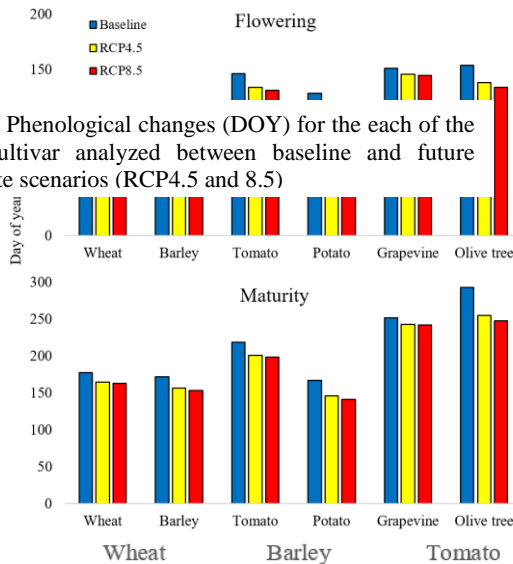 200
Flowering
Baseline
RCP4.5
RCP8.5
150
Phenological changes (DOY) for the each of the
ultivar analyzed between baseline and future
te scenarios (RCP4.5 and 8.5)
0
Day of year
Wheat Barley Tomato Potato Grapevine Olive tree
300
Maturity
250
200
150
100
50
0
Wheat Barley Tomato Potato Grapevine Olive tree
Wheat Barley Tomato